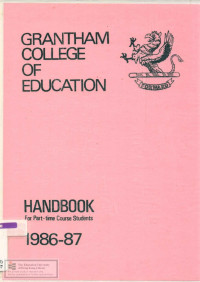 GRANTHAM
COLLEGE
OF
EDUCATION
HANDBOOK
For Part-time Course Students
1986-87